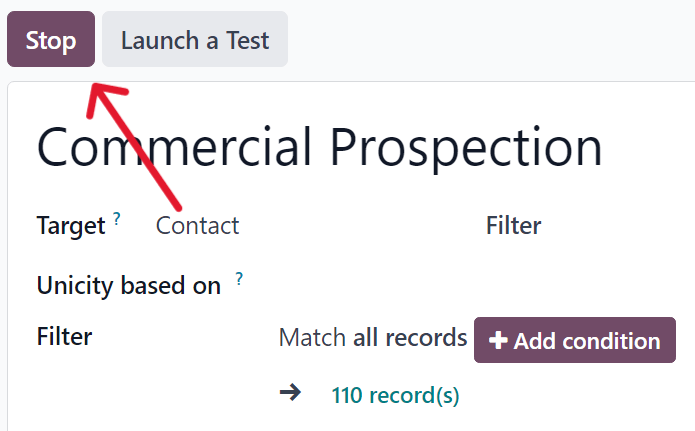 Stop Launch a Test
Commercial Prospection
Target ? Contact Filter
Unicity based on ?
Filter Match all records + Add condition
→ 110 record(s)